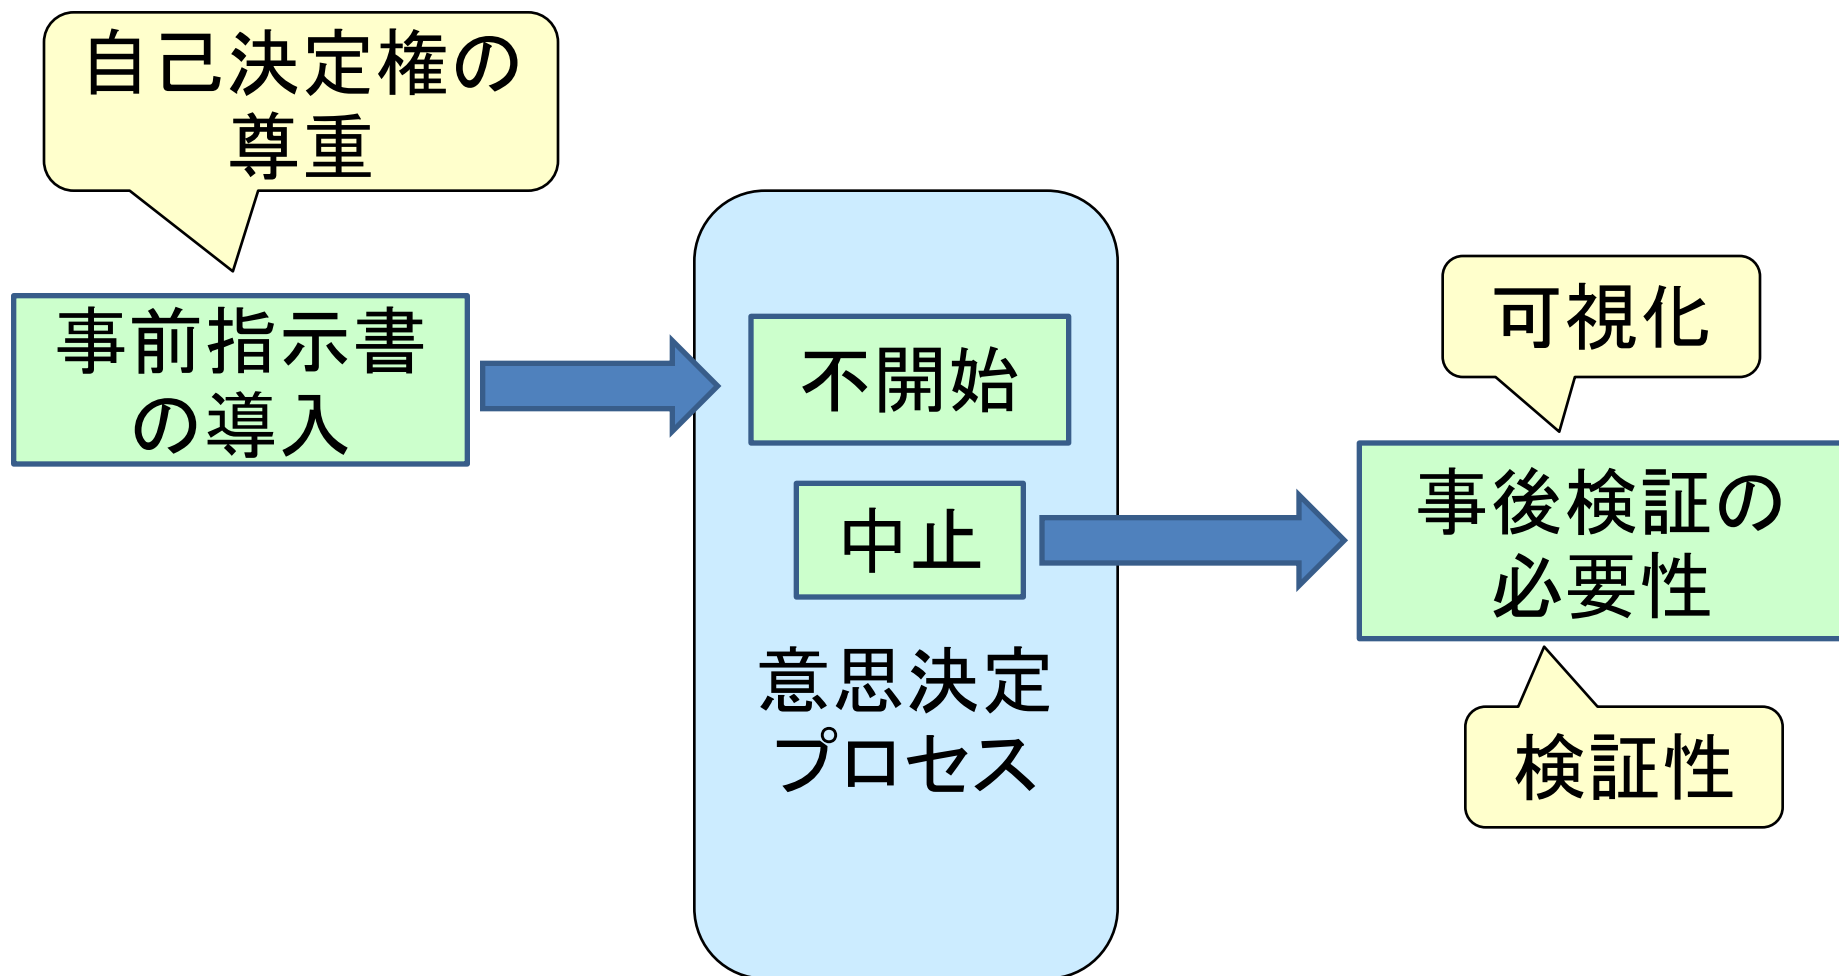 自己決定権の
尊重
事前指示書
の導入
不開始
中止
意思決定
プロセス
可視化
事後検証の
必要性
検証性